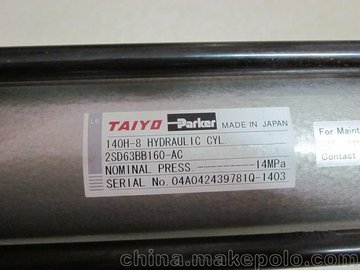 TAIYO Parker MADE IN JAPAN
140H-8 HYDRAULIC CYL.
2SD63BB160-AC
NOMINAL PRESS. 14MPa
SERIAL No. 04A042439781Q-1403
For Maint
Contact
china.makepolo.com